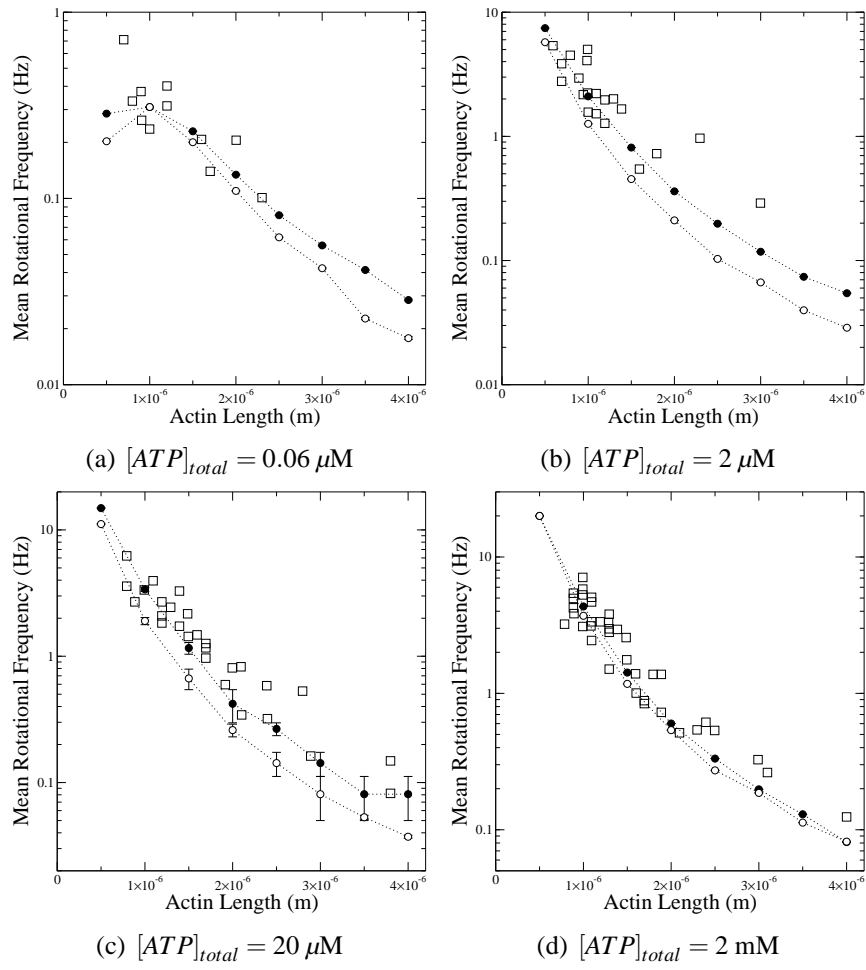 1
0.1
0.01
Mean Rotational Frequency (Hz)
0 1×10⁻⁶ 2×10⁻⁶ 3×10⁻⁶ 4×10⁻⁶
Actin Length (m)
(a) [ATP]total = 0.06 μM
10
1
0.1
0.01
Mean Rotational Frequency (Hz)
0 1×10⁻⁶ 2×10⁻⁶ 3×10⁻⁶ 4×10⁻⁶
Actin Length (m)
(b) [ATP]total = 2 μM
10
1
0.1
Mean Rotational Frequency (Hz)
0 1×10⁻⁶ 2×10⁻⁶ 3×10⁻⁶ 4×10⁻⁶
Actin Length (m)
(c) [ATP]total = 20 μM
10
1
0.1
Mean Rotational Frequency (Hz)
0 1×10⁻⁶ 2×10⁻⁶ 3×10⁻⁶ 4×10⁻⁶
Actin Length (m)
(d) [ATP]total = 2 mM